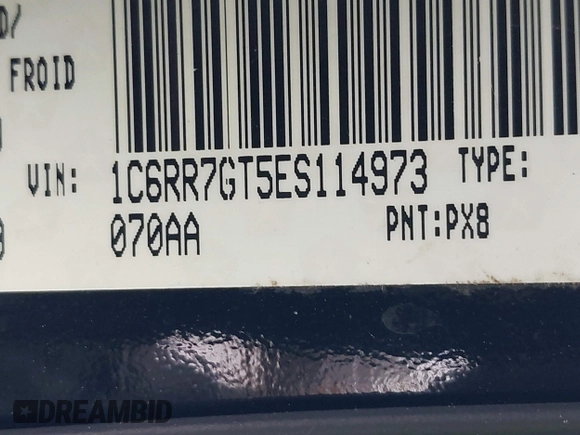 D/
FROID
VIN: 1C6RR7GT5ES114973 TYPE:
070AA PNT:PX8
DREAMBID